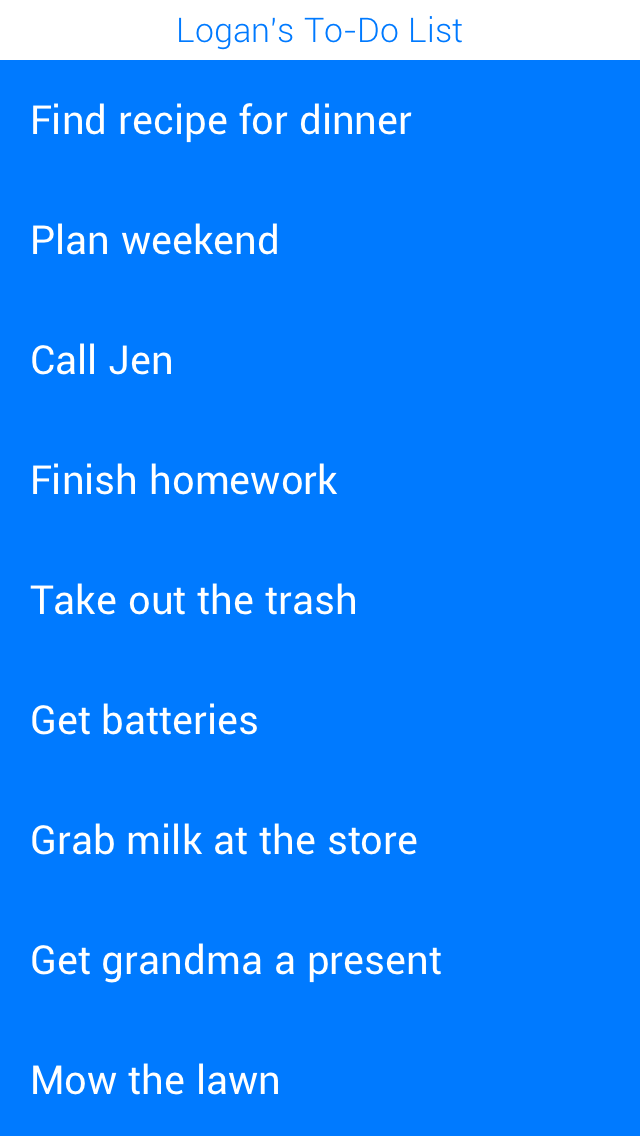 Logan's To-Do List
Find recipe for dinner
Plan weekend
Call Jen
Finish homework
Take out the trash
Get batteries
Grab milk at the store
Get grandma a present
Mow the lawn